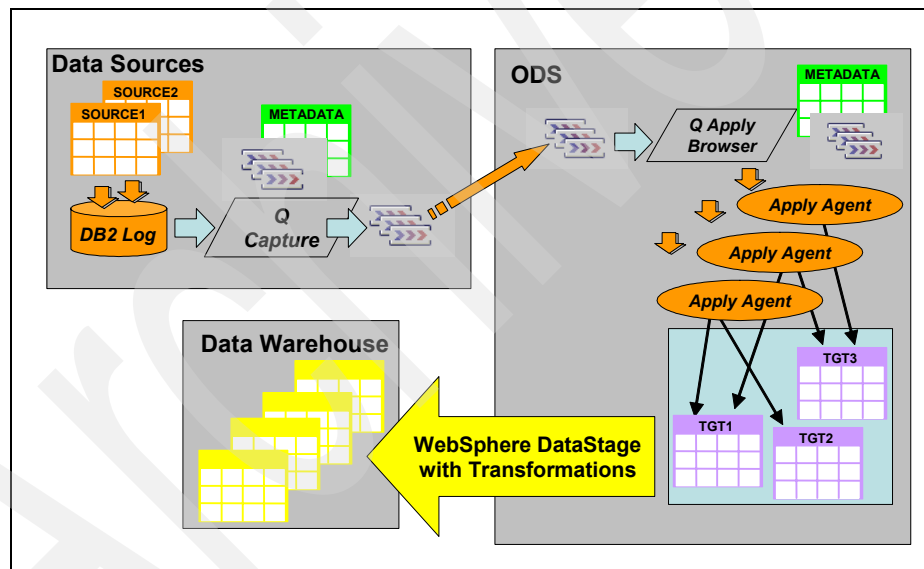 Data Sources
SOURCE2
SOURCE1
METADATA
DB2 Log
Q
Capture
ODS
METADATA
Q Apply
Browser
Apply Agent
Apply Agent
Apply Agent
TGT3
TGT1
TGT2
Data Warehouse
WebSphere DataStage
with Transformations